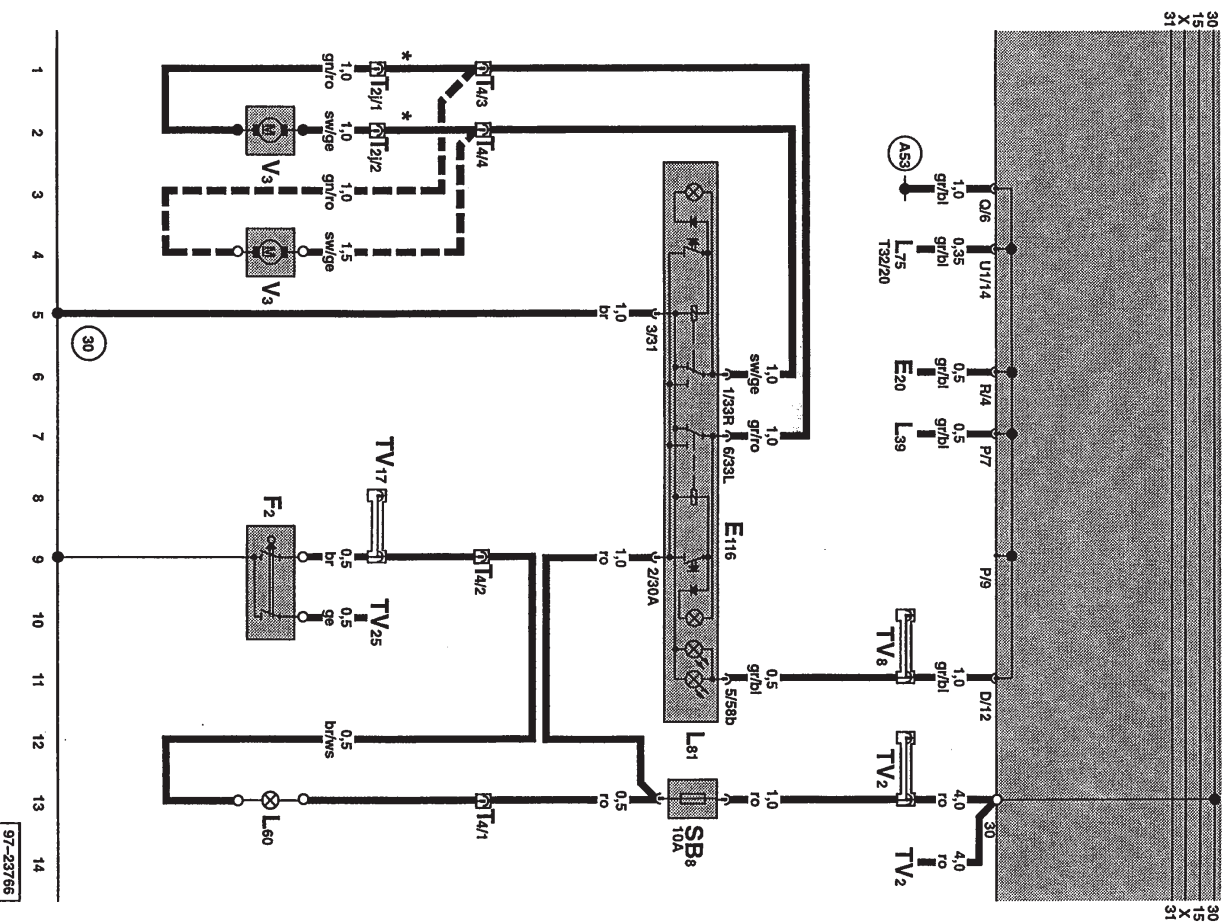 30
15
X
31
A53
1,0
gr/bl
Q/6
L75
T32/20
0,35
gr/bl
U1/14
E20
0,5
gr/bl
R/4
L39
0,5
gr/bl
P/7
P/9
TV8
1,0
gr/bl
D/12
TV2
4,0
ro
30
4,0
ro
TV2
30
15
X
31
3/31
1,0
br
1,0
sw/ge
1/33R
1,0
gr/ro
6/33L
E116
2/30A
1,0
ro
0,5
gr/bl
5/58b
L81
1,0
ro
SB8
10A
0,5
ro
*
T2j/1
1,0
gn/ro
T4/3
*
T2j/2
1,0
sw/ge
T4/4
V3
1,0
gn/ro
1,5
sw/ge
V3
M
M
TV17
T4/2
0,5
br
F2
TV25
0,5
ge
0,5
br/ws
T4/1
L60
30
1
2
3
4
5
6
7
8
9
10
11
12
13
14
97-23766